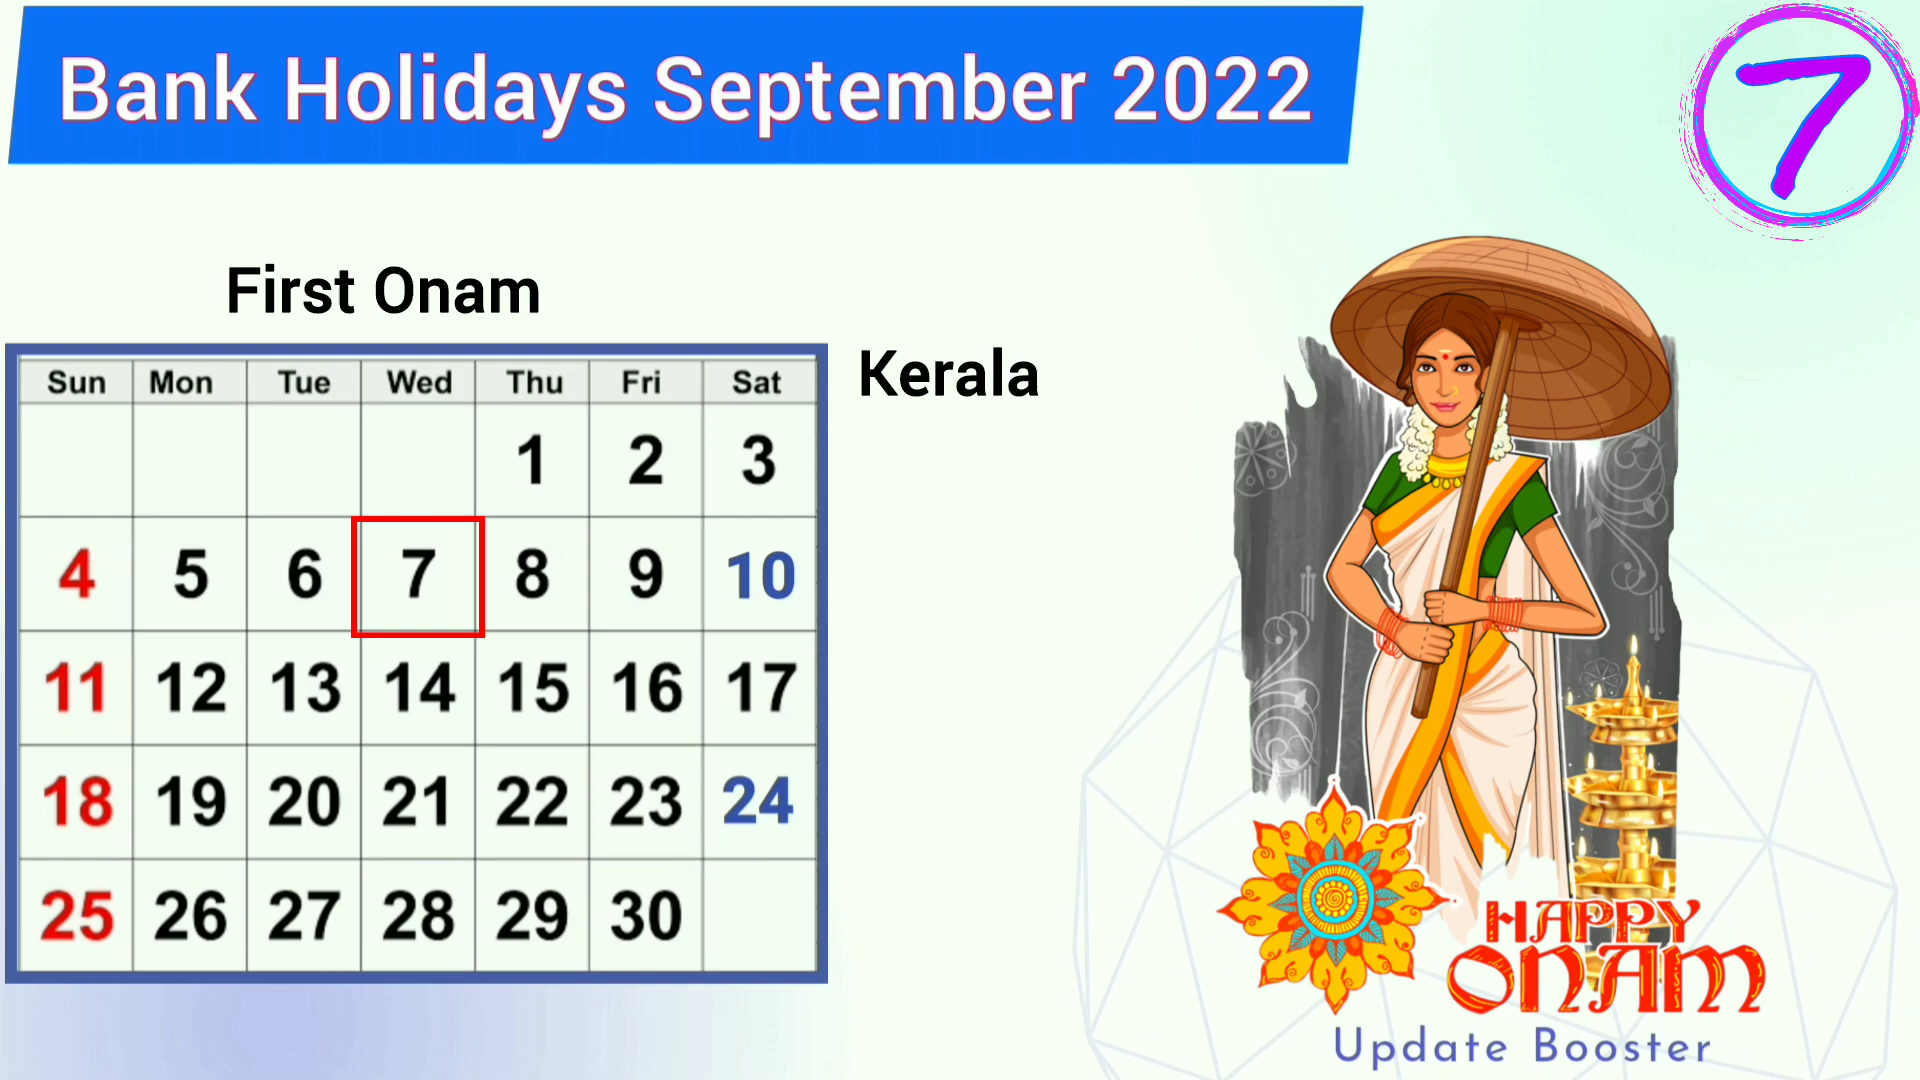 Bank Holidays September 2022
7
First Onam
Kerala
Sun Mon Tue Wed Thu Fri Sat
1 2 3
4 5 6 7 8 9 10
11 12 13 14 15 16 17
18 19 20 21 22 23 24
25 26 27 28 29 30
HAPPY
ONAM
Update Booster